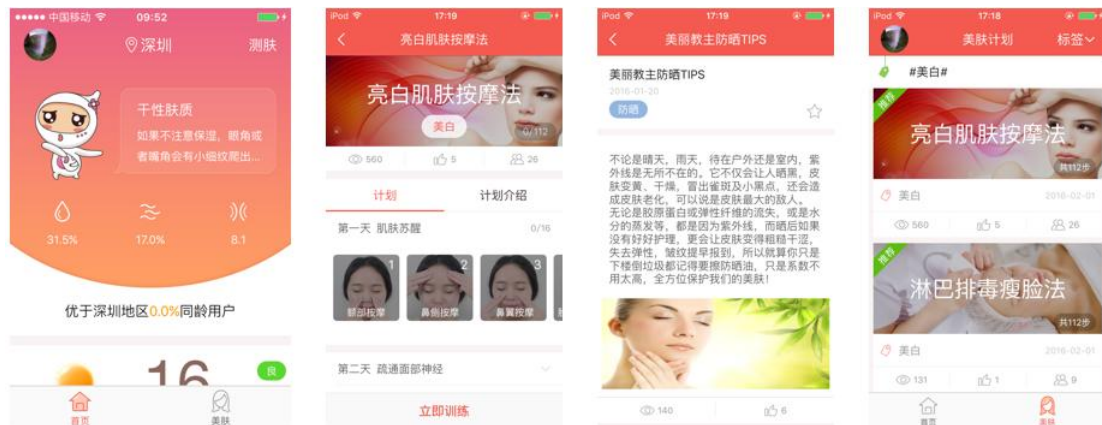 中国移动
09:52
深圳
测肤
干性肤质
如果不注意保湿，眼角或
者嘴角会有小细纹爬出...
31.5%
17.0%
8.1
优于深圳地区0.0%同龄用户
16
良
首页
美肤
iPod
17:19
亮白肌肤按摩法
亮白肌肤按摩法
美白
0/112
560
5
26
计划
计划介绍
第一天 肌肤苏醒
0/16
1
2
3
额部按摩
鼻侧按摩
鼻翼按摩
第二天 疏通面部神经
立即训练
iPod
17:19
美丽教主防晒TIPS
美丽教主防晒TIPS
2016-01-20
防晒
不论是晴天，雨天，待在户外还是室内，紫
外线是无所不在的，它不仅会让人晒黑，皮
肤变黄、干燥，冒出雀斑及小黑点，还会造
成皮肤老化，可以说是皮肤最大的敌人。
无论是胶原蛋白或弹性纤维的流失，或是水
分的蒸发等，都是因为紫外线，而晒后如果
没有好好护理，更会让皮肤变得粗糙干涩，
失去弹性，皱纹提早报到，所以就算你只是
下楼倒垃圾都记得要擦防晒油，只是系数不
用太高，全方位保护我们的美肤！
140
6
iPod
17:18
美肤计划
标签
#美白#
推荐
亮白肌肤按摩法
共112步
美白
2016-02-01
560
5
26
推荐
淋巴排毒瘦脸法
共112步
美白
2016-02-01
131
1
9
首页
美肤